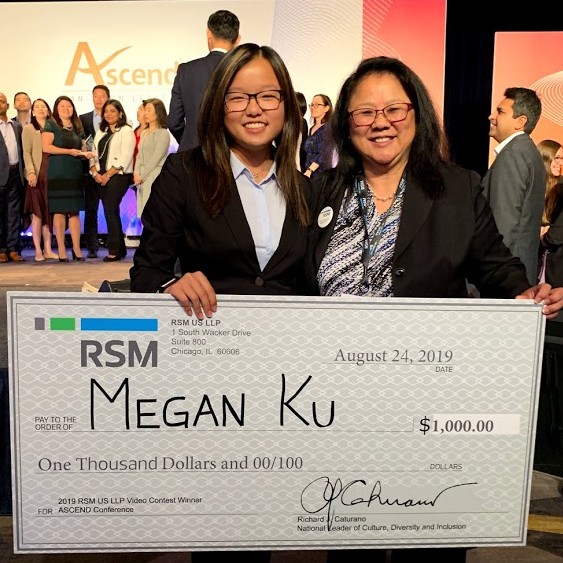 Ascend
RSM
RSM US LLP
1 South Wacker Drive
Suite 800
Chicago, IL 60606
August 24, 2019
DATE
PAY TO THE
ORDER OF
MEGAN KU
$1,000.00
One Thousand Dollars and 00/100
DOLLARS
2019 RSM US LLP Video Contest Winner
FOR ASCEND Conference
Richard J. Caturano
National Leader of Culture, Diversity and Inclusion